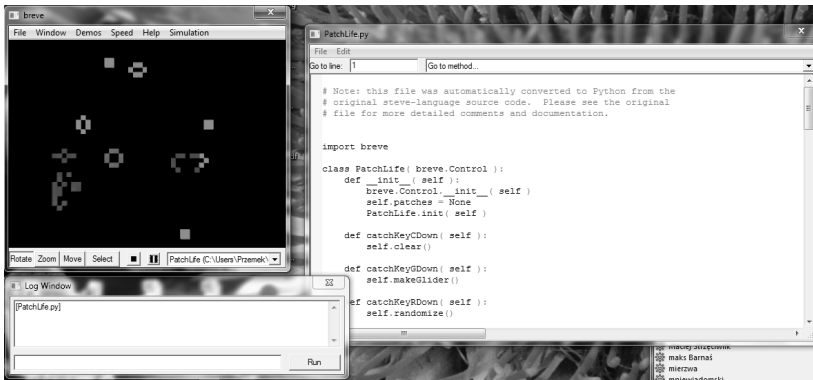 breve
File Window Demos Speed Help Simulation
Rotate Zoom Move Select PatchLife (C:\Users\Przemek\
Log Window
[PatchLife.py]
Run
PatchLife.py
File Edit
Go to line: 1 Go to method...
# Note: this file was automatically converted to Python from the
# original steve-language source code. Please see the original
# file for more detailed comments and documentation.
import breve
class PatchLife( breve.Control ):
def __init__( self ):
breve.Control.__init__( self )
self.patches = None
PatchLife.init( self )
def catchKeyCDown( self ):
self.clear()
def catchKeyGDown( self ):
self.makeGlider()
ef catchKeyRDown( self ):
self.randomize()
maks Barnaś
mierzwa
mniewiadomski